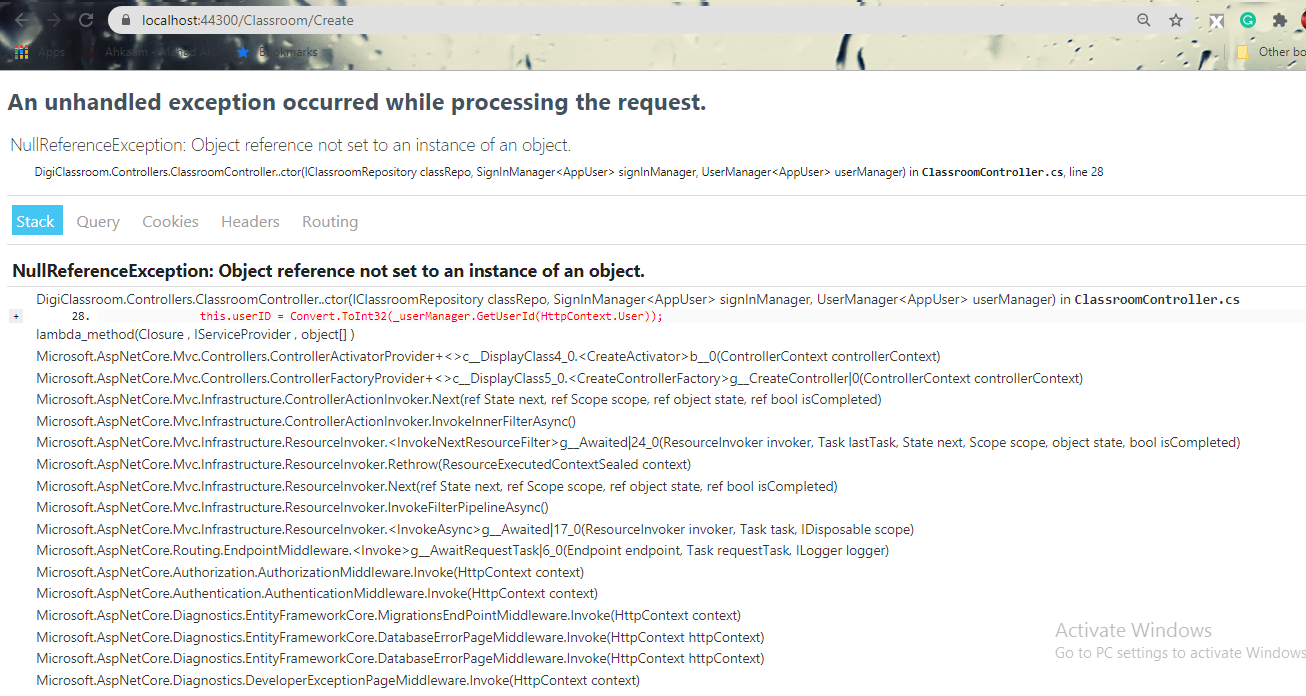 localhost:44300/Classroom/Create
Apps
Bookmarks
Other bo
An unhandled exception occurred while processing the request.
NullReferenceException: Object reference not set to an instance of an object.
DigiClassroom.Controllers.ClassroomController..ctor(IClassroomRepository classRepo, SignInManager<AppUser> signInManager, UserManager<AppUser> userManager) in ClassroomController.cs, line 28
Stack Query Cookies Headers Routing
NullReferenceException: Object reference not set to an instance of an object.
DigiClassroom.Controllers.ClassroomController..ctor(IClassroomRepository classRepo, SignInManager<AppUser> signInManager, UserManager<AppUser> userManager) in ClassroomController.cs
+ 28. this.userID = Convert.ToInt32(_userManager.GetUserId(HttpContext.User));
lambda_method(Closure , IServiceProvider , object[] )
Microsoft.AspNetCore.Mvc.Controllers.ControllerActivatorProvider+<>c__DisplayClass4_0.<CreateActivator>b__0(ControllerContext controllerContext)
Microsoft.AspNetCore.Mvc.Controllers.ControllerFactoryProvider+<>c__DisplayClass5_0.<CreateControllerFactory>g__CreateController|0(ControllerContext controllerContext)
Microsoft.AspNetCore.Mvc.Infrastructure.ControllerActionInvoker.Next(ref State next, ref Scope scope, ref object state, ref bool isCompleted)
Microsoft.AspNetCore.Mvc.Infrastructure.ControllerActionInvoker.InvokeInnerFilterAsync()
Microsoft.AspNetCore.Mvc.Infrastructure.ResourceInvoker.<InvokeNextResourceFilter>g__Awaited|24_0(ResourceInvoker invoker, Task lastTask, State next, Scope scope, object state, bool isCompleted)
Microsoft.AspNetCore.Mvc.Infrastructure.ResourceInvoker.Rethrow(ResourceExecutedContextSealed context)
Microsoft.AspNetCore.Mvc.Infrastructure.ResourceInvoker.Next(ref State next, ref Scope scope, ref object state, ref bool isCompleted)
Microsoft.AspNetCore.Mvc.Infrastructure.ResourceInvoker.InvokeFilterPipelineAsync()
Microsoft.AspNetCore.Mvc.Infrastructure.ResourceInvoker.<InvokeAsync>g__Awaited|17_0(ResourceInvoker invoker, Task task, IDisposable scope)
Microsoft.AspNetCore.Routing.EndpointMiddleware.<Invoke>g__AwaitRequestTask|6_0(Endpoint endpoint, Task requestTask, ILogger logger)
Microsoft.AspNetCore.Authorization.AuthorizationMiddleware.Invoke(HttpContext context)
Microsoft.AspNetCore.Authentication.AuthenticationMiddleware.Invoke(HttpContext context)
Microsoft.AspNetCore.Diagnostics.EntityFrameworkCore.MigrationsEndPointMiddleware.Invoke(HttpContext context)
Microsoft.AspNetCore.Diagnostics.EntityFrameworkCore.DatabaseErrorPageMiddleware.Invoke(HttpContext httpContext)
Microsoft.AspNetCore.Diagnostics.EntityFrameworkCore.DatabaseErrorPageMiddleware.Invoke(HttpContext httpContext)
Microsoft.AspNetCore.Diagnostics.DeveloperExceptionPageMiddleware.Invoke(HttpContext context)
Activate Windows
Go to PC settings to activate Windows